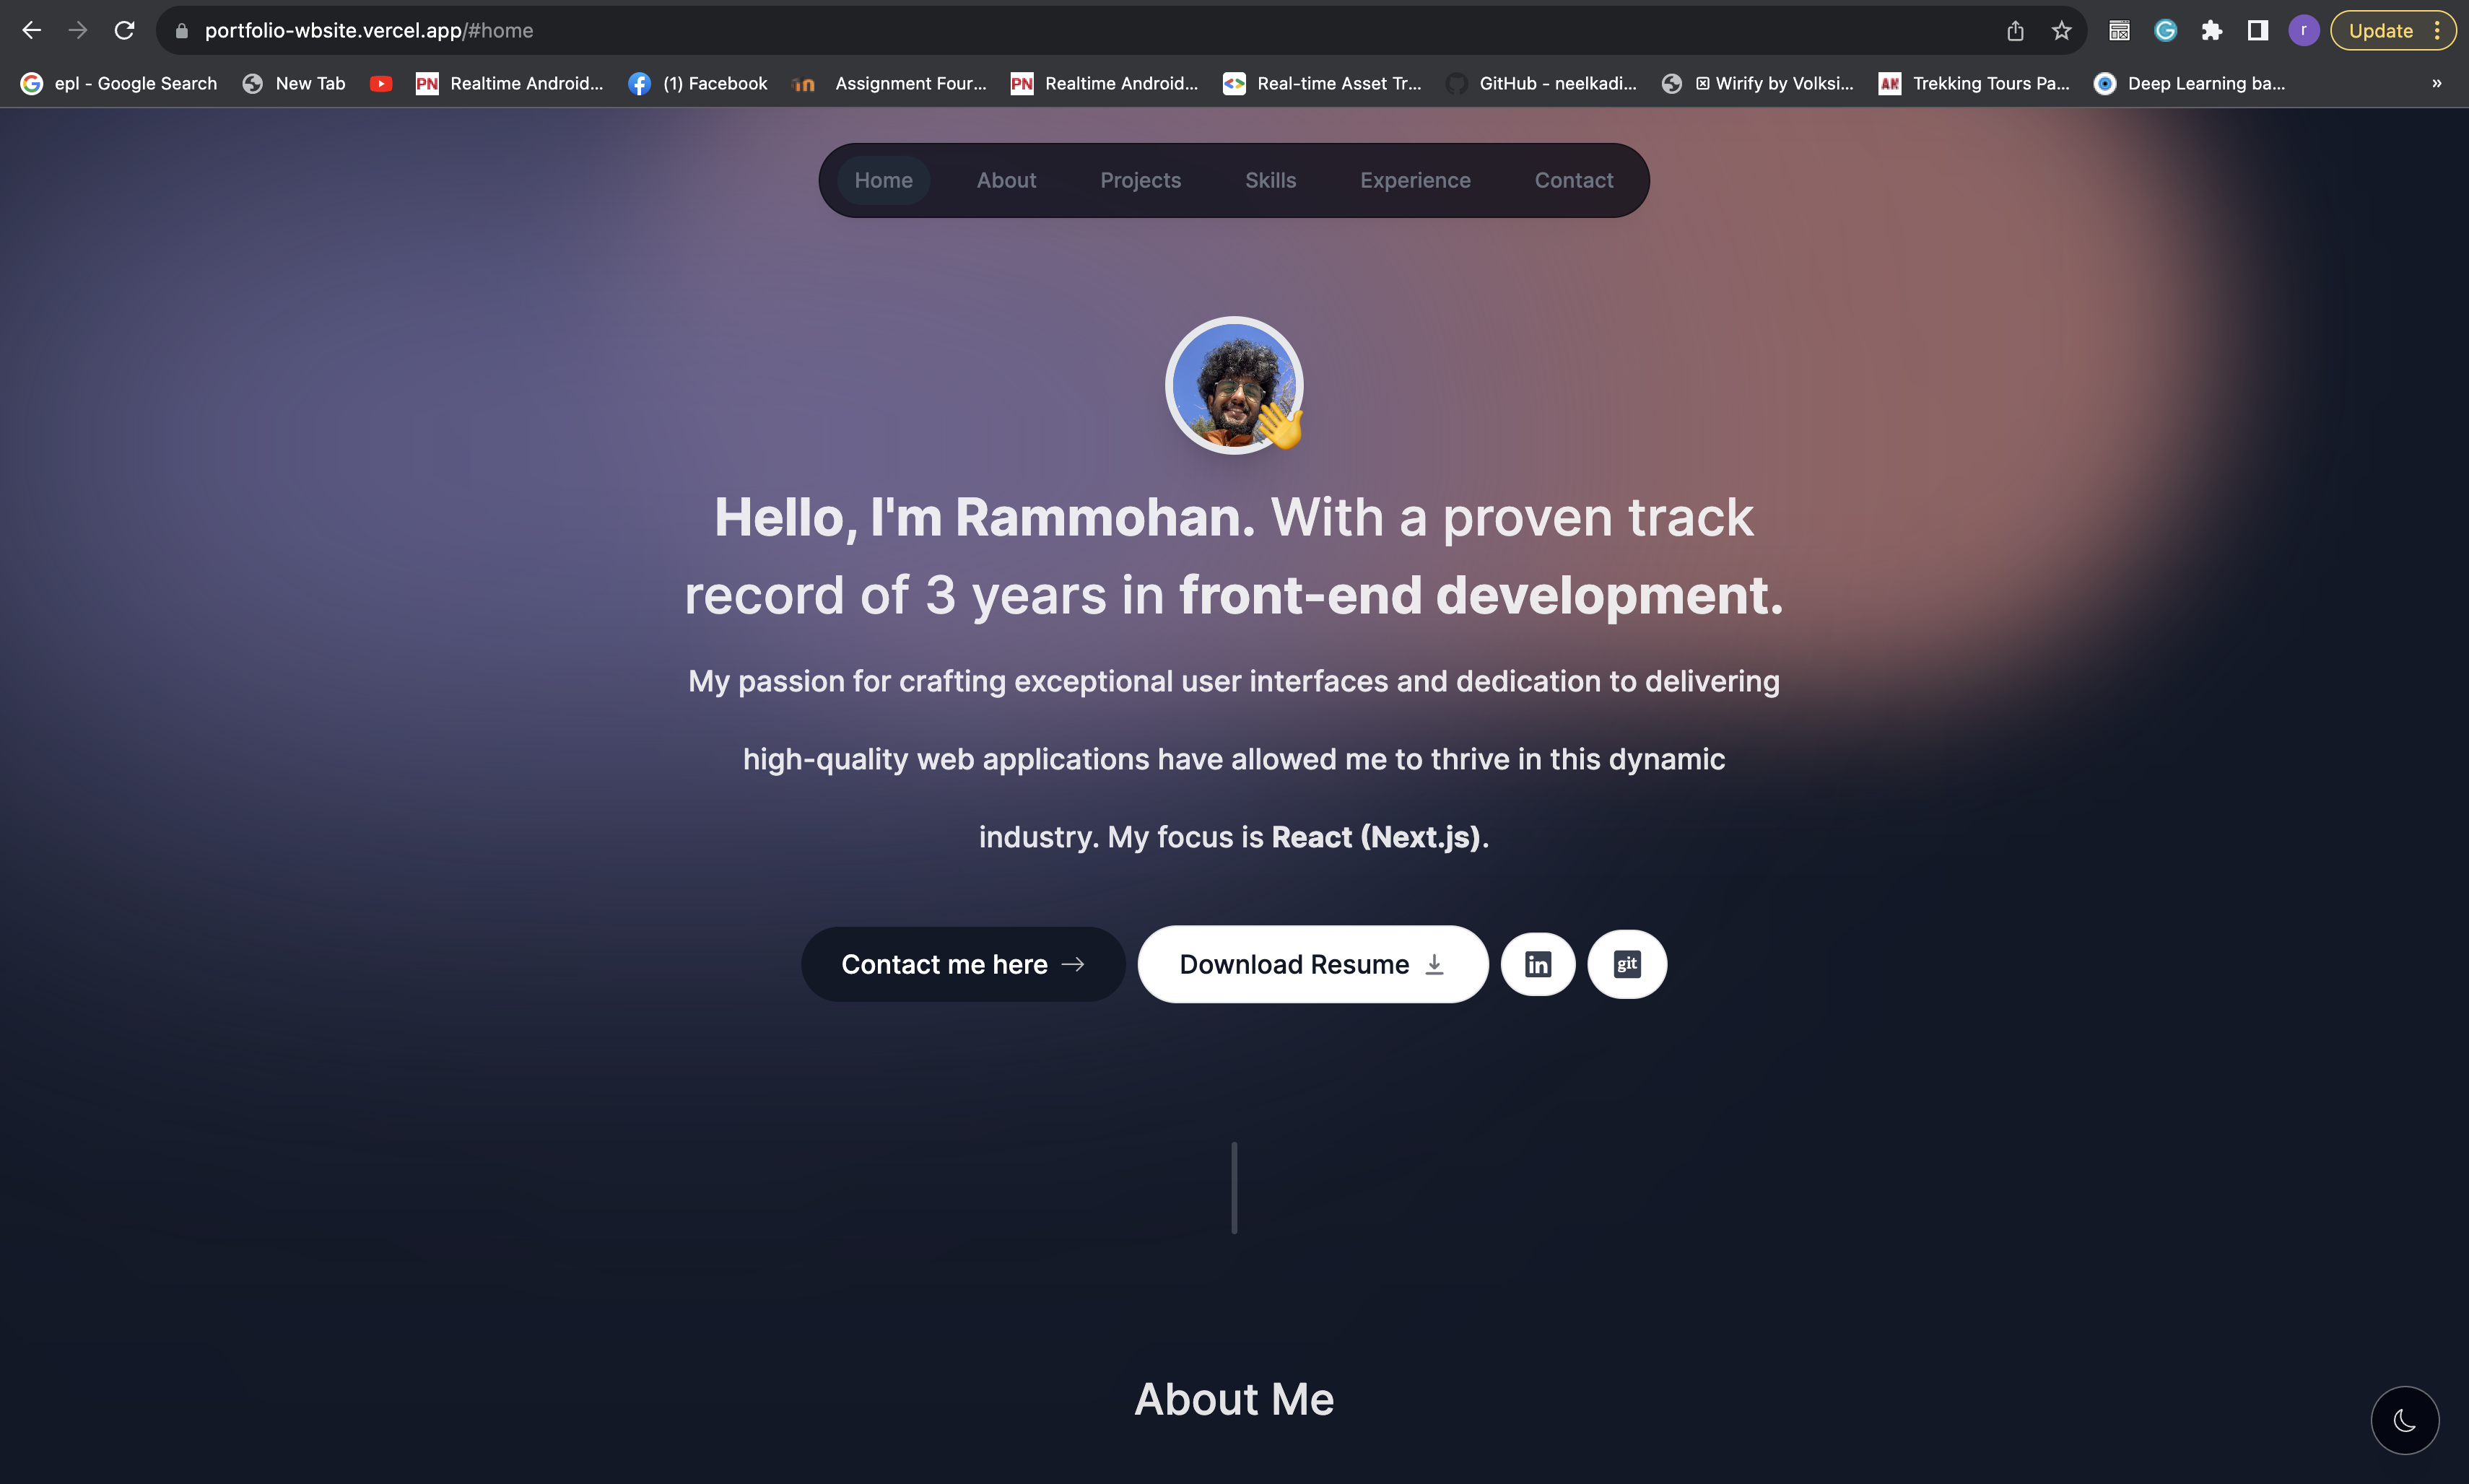 portfolio-wbsite.vercel.app/#home
r
Update
epl - Google Search
New Tab
PN Realtime Android...
(1) Facebook
Assignment Four...
PN Realtime Android...
Real-time Asset Tr...
GitHub - neelkadi...
Wirify by Volksi...
Trekking Tours Pa...
Deep Learning ba...
»
Home About Projects Skills Experience Contact
Hello, I'm Rammohan. With a proven track
record of 3 years in front-end development.
My passion for crafting exceptional user interfaces and dedication to delivering
high-quality web applications have allowed me to thrive in this dynamic
industry. My focus is React (Next.js).
Contact me here → Download Resume in git
About Me